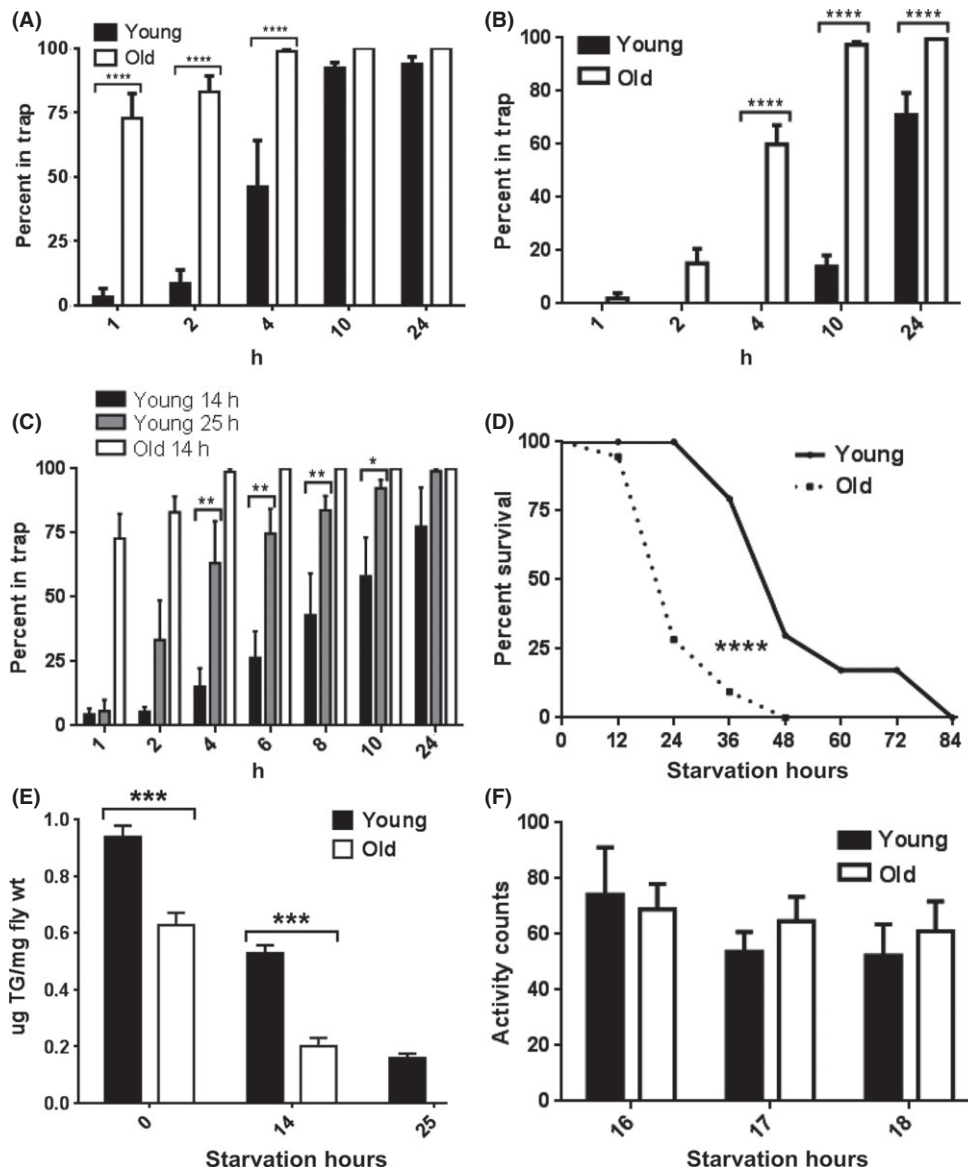 (A)
Young
Old
****
****
****
100
75
50
25
0
Percent in trap
1 2 4 10 24
h
(B)
Young
Old
****
****
****
100
80
60
40
20
0
Percent in trap
1 2 4 10 24
h
(C)
Young 14 h
Young 25 h
Old 14 h
** ** ** *
100
75
50
25
0
Percent in trap
1 2 4 6 8 10 24
h
(D)
Young
Old
****
100
75
50
25
0
Percent survival
0 12 24 36 48 60 72 84
Starvation hours
(E)
Young
Old
***
***
1.0
0.8
0.6
0.4
0.2
0.0
ug TG/mg fly wt
0 14 25
Starvation hours
(F)
Young
Old
100
80
60
40
20
0
Activity counts
16 17 18
Starvation hours